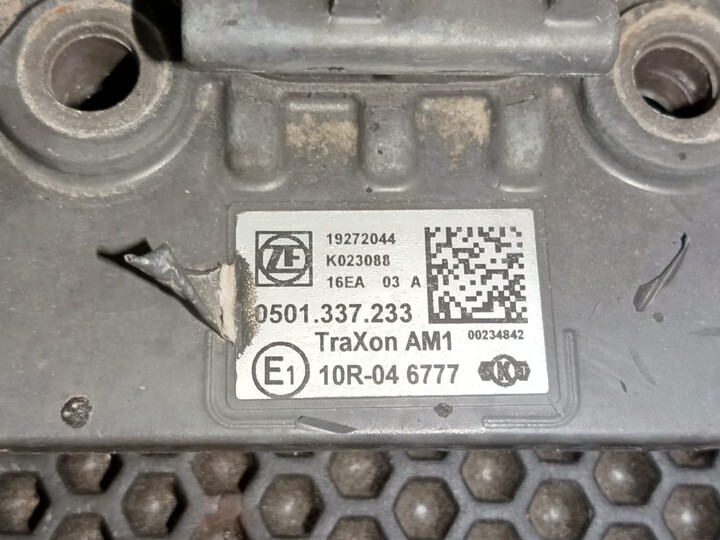 ZF
19272044
K023088
16EA 03 A
0501.337.233
TraXon AM1 00234842
E1 10R-04 6777
K